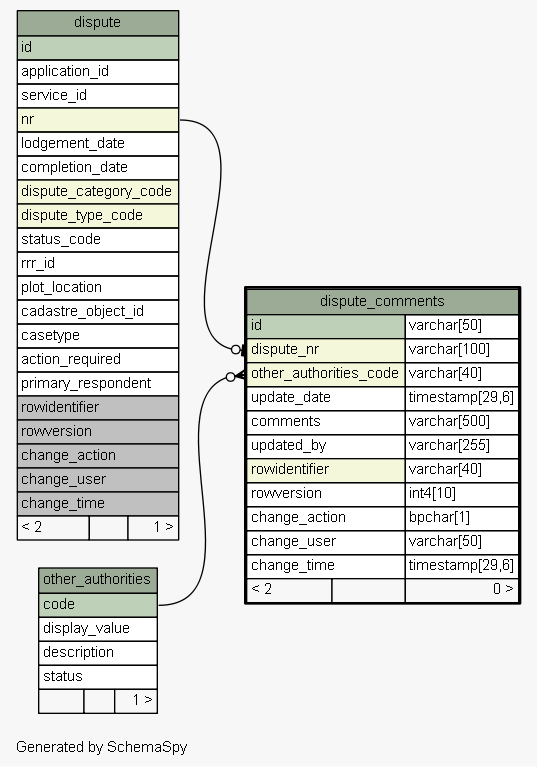 dispute
id
application_id
service_id
nr
lodgement_date
completion_date
dispute_category_code
dispute_type_code
status_code
rrr_id
plot_location
cadastre_object_id
casetype
action_required
primary_respondent
rowidentifier
rowversion
change_action
change_user
change_time
< 2 1 >
dispute_comments
id varchar[50]
dispute_nr varchar[100]
other_authorities_code varchar[40]
update_date timestamp[29,6]
comments varchar[500]
updated_by varchar[255]
rowidentifier varchar[40]
rowversion int4[10]
change_action bpchar[1]
change_user varchar[50]
change_time timestamp[29,6]
< 2 0 >
other_authorities
code
display_value
description
status
1 >
Generated by SchemaSpy